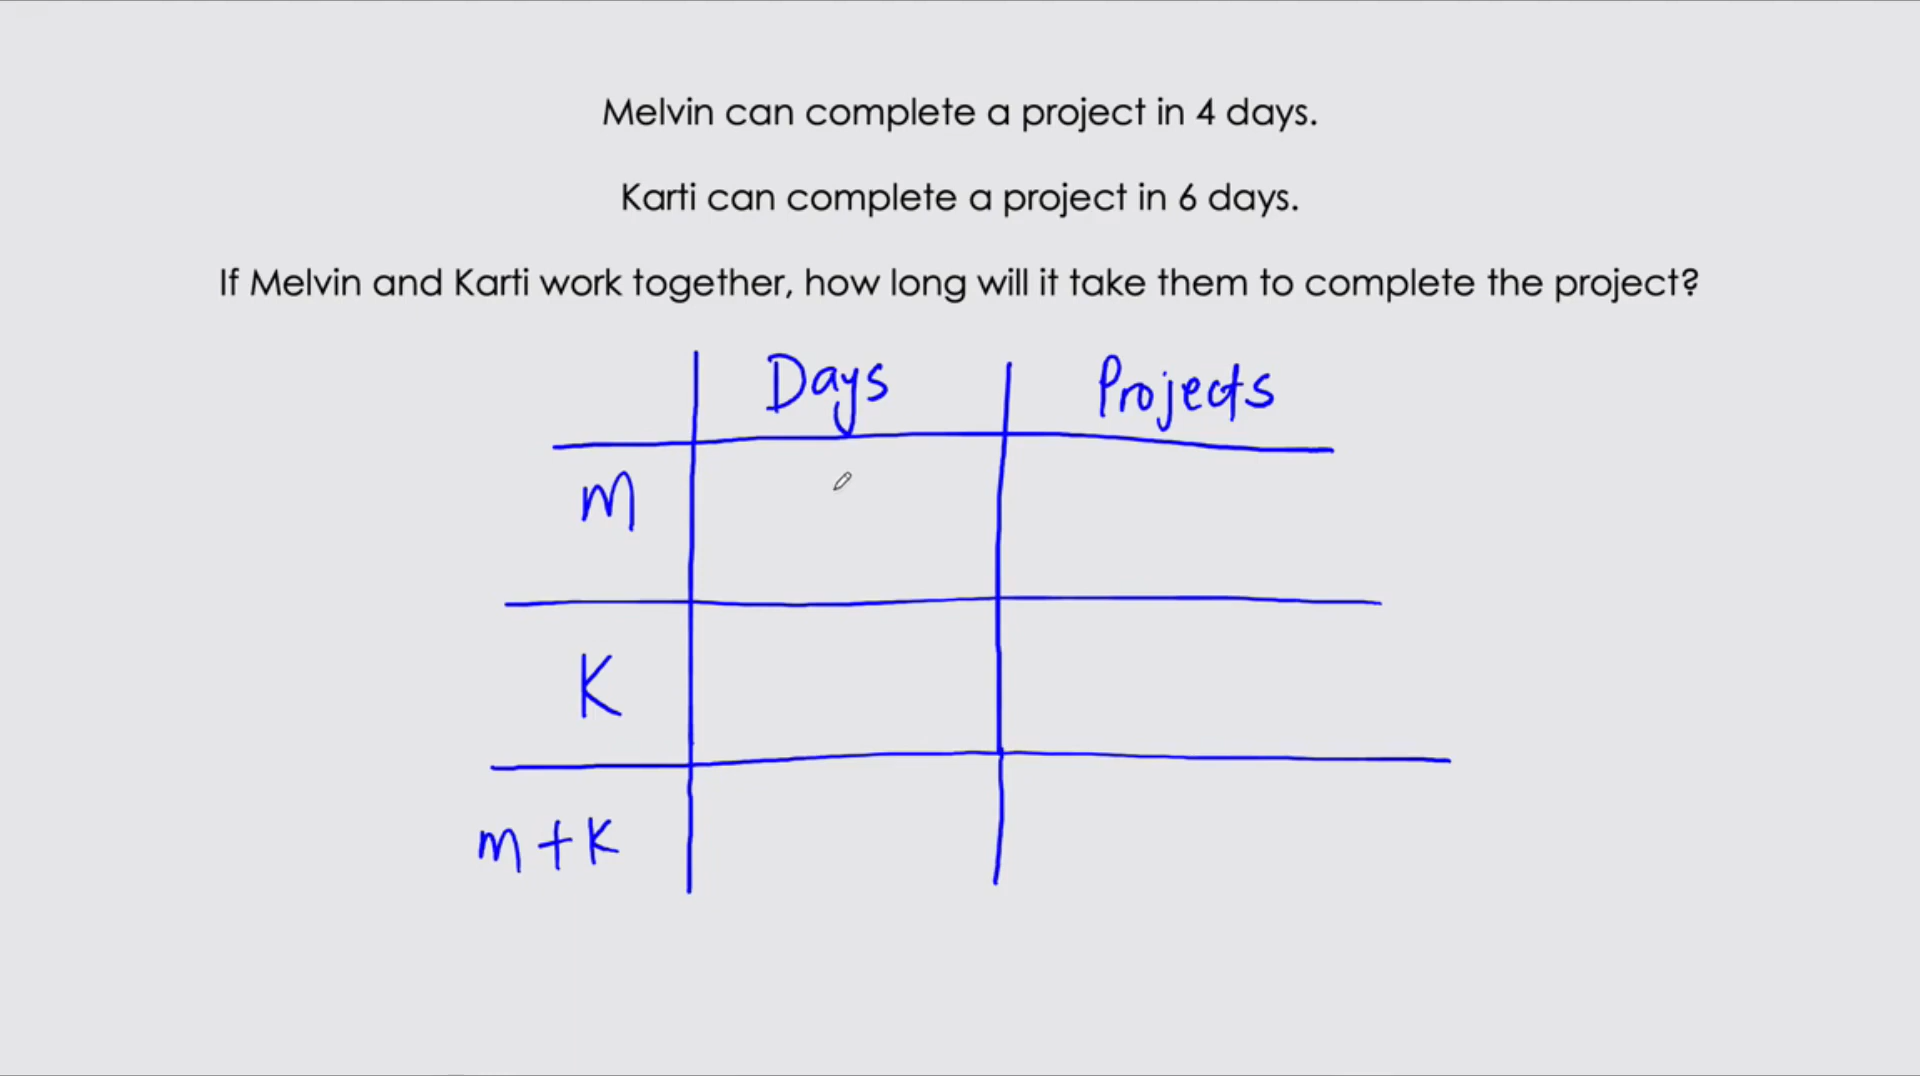 Melvin can complete a project in 4 days.
Karti can complete a project in 6 days.
If Melvin and Karti work together, how long will it take them to complete the project?
Days Projects
M
K
M + K